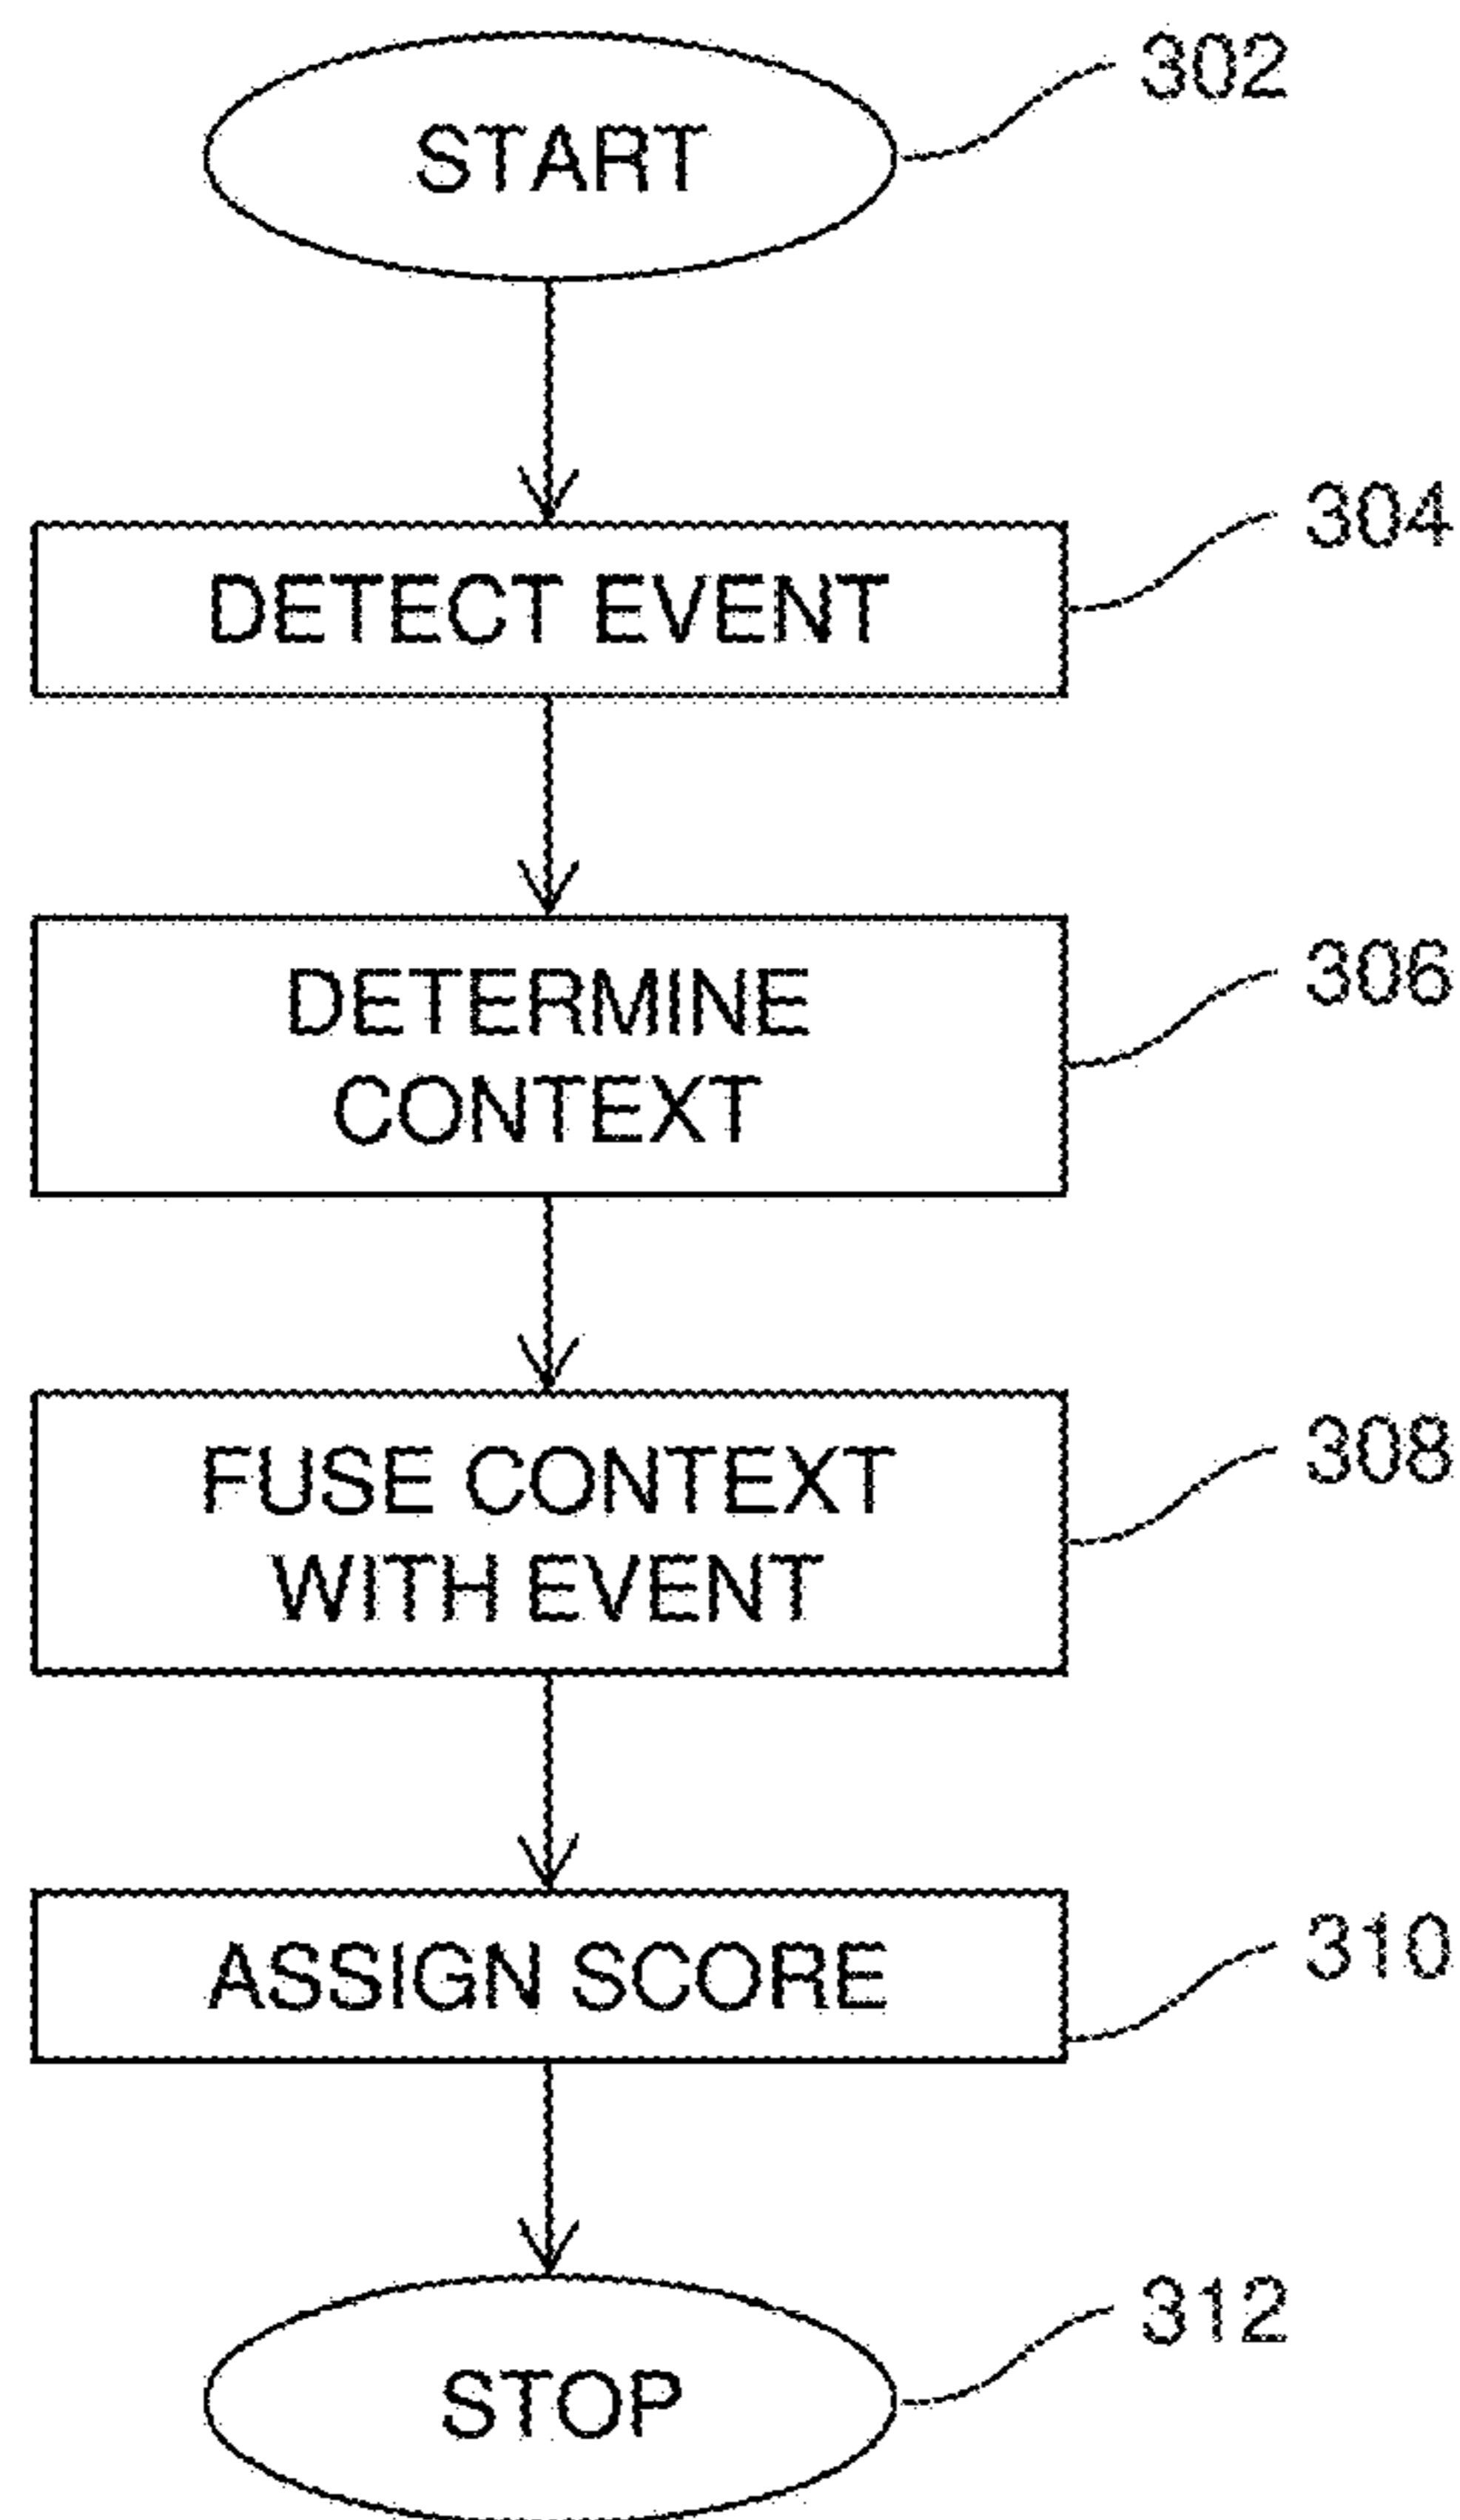 START
302
DETECT EVENT
304
DETERMINE
CONTEXT
306
FUSE CONTEXT
WITH EVENT
308
ASSIGN SCORE
310
STOP
312